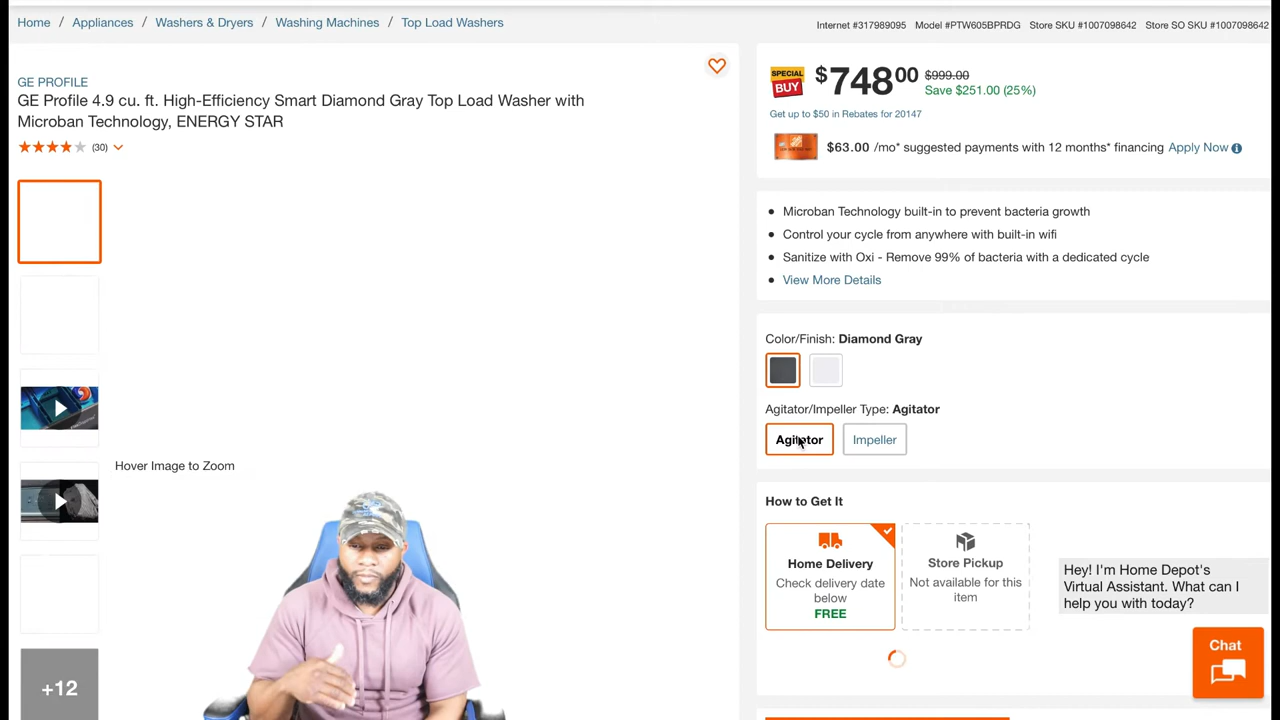 Home / Appliances / Washers & Dryers / Washing Machines / Top Load Washers
Internet #317989095 Model #PTW605BPRDG Store SKU #1007098642 Store SO SKU #1007098642
GE PROFILE
GE Profile 4.9 cu. ft. High-Efficiency Smart Diamond Gray Top Load Washer with
Microban Technology, ENERGY STAR
(30)
+12
Hover Image to Zoom
SPECIAL
BUY
$74800 $999.00
Save $251.00 (25%)
Get up to $50 in Rebates for 20147
$63.00 /mo* suggested payments with 12 months* financing Apply Now
Microban Technology built-in to prevent bacteria growth
Control your cycle from anywhere with built-in wifi
Sanitize with Oxi - Remove 99% of bacteria with a dedicated cycle
View More Details
Color/Finish: Diamond Gray
Agitator/Impeller Type: Agitator
Agitator Impeller
How to Get It
Home Delivery
Check delivery date
below
FREE
Store Pickup
Not available for this
item
Hey! I'm Home Depot's
Virtual Assistant. What can I
help you with today?
Chat